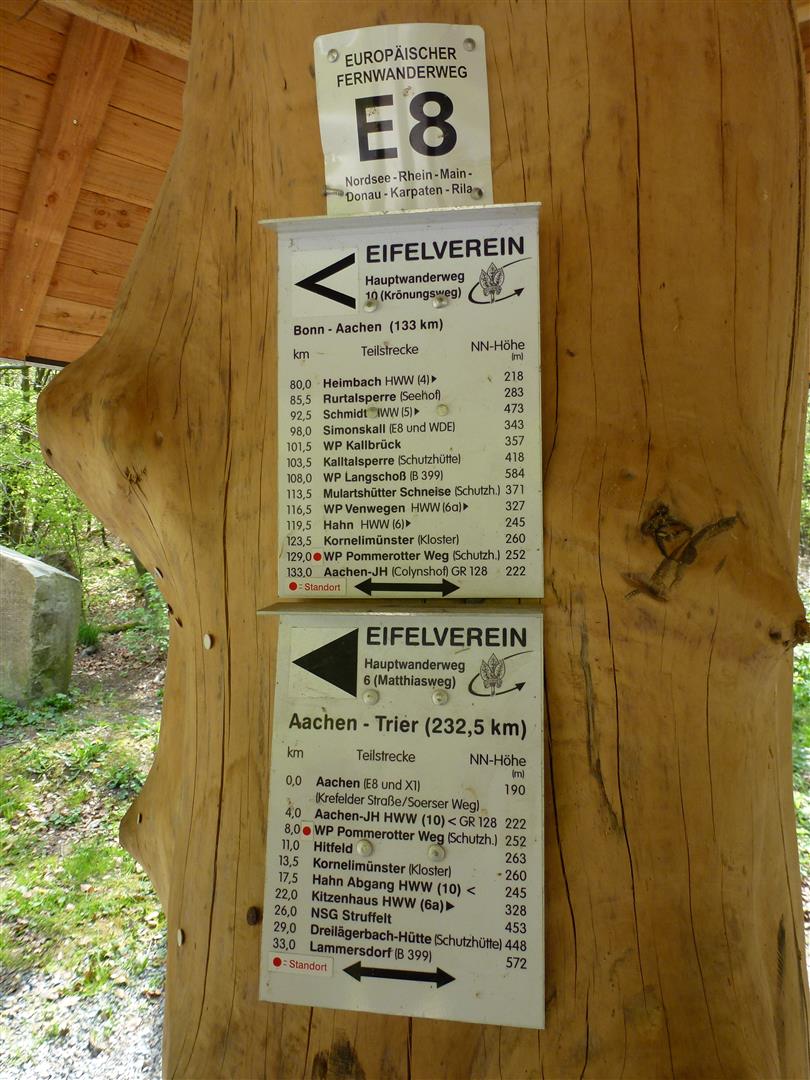 EUROPÄISCHER
FERNWANDERWEG
E8
Nordsee - Rhein - Main -
Donau - Karpaten - Rila
EIFELVEREIN
Hauptwanderweg
10 (Krönungsweg)
Bonn - Aachen (133 km)
km Teilstrecke NN-Höhe
(m)
80,0 Heimbach HWW (4) 218
85,5 Rurtalsperre (Seehof) 283
92,5 Schmidt WW (5) 473
98,0 Simonskall (E8 und WDE) 343
101,5 WP Kallbrück 357
103,5 Kalltalsperre (Schutzhütte) 418
108,0 WP Langschoß (B 399) 584
113,5 Mulartshütter Schneise (Schutzh.) 371
116,5 WP Venwegen HWW (6a) 327
119,5 Hahn HWW (6) 245
123,5 Kornelimünster (Kloster) 260
129,0 WP Pommerotter Weg (Schutzh.) 252
133,0 Aachen-JH (Colynshof) GR 128 222
= Standort
EIFELVEREIN
Hauptwanderweg
6 (Matthiasweg)
Aachen - Trier (232,5 km)
km Teilstrecke NN-Höhe
(m)
0,0 Aachen (E8 und X1) 190
(Krefelder Straße/Soerser Weg)
4,0 Aachen-JH HWW (10) < GR 128 222
8,0 WP Pommerotter Weg (Schutzh.) 252
11,0 Hitfeld 263
13,5 Kornelimünster (Kloster) 260
17,5 Hahn Abgang HWW (10) < 245
22,0 Kitzenhaus HWW (6a) 328
26,0 NSG Struffelt 453
29,0 Dreilägerbach-Hütte (Schutzhütte) 448
33,0 Lammersdorf (B 399) 572
= Standort